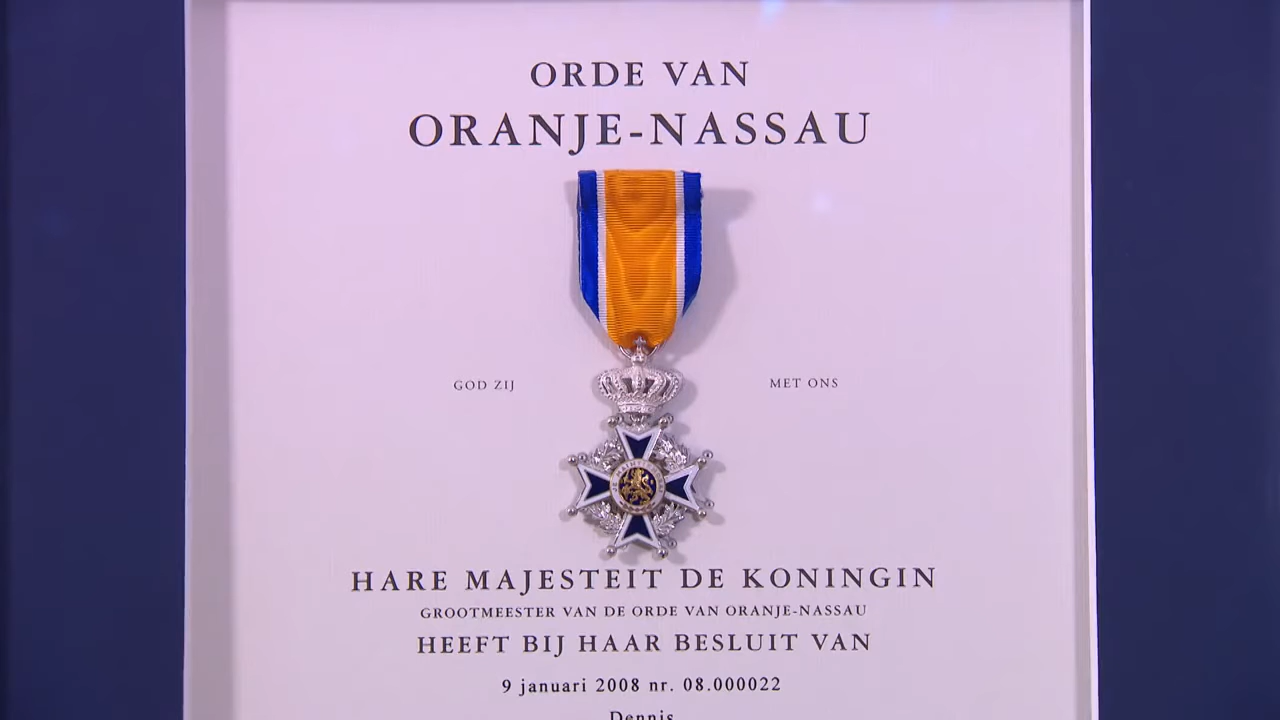 ORDE VAN
ORANJE-NASSAU
GOD ZIJ MET ONS
HARE MAJESTEIT DE KONINGIN
GROOTMEESTER VAN DE ORDE VAN ORANJE-NASSAU
HEEFT BIJ HAAR BESLUIT VAN
9 januari 2008 nr. 08.000022
Dennis